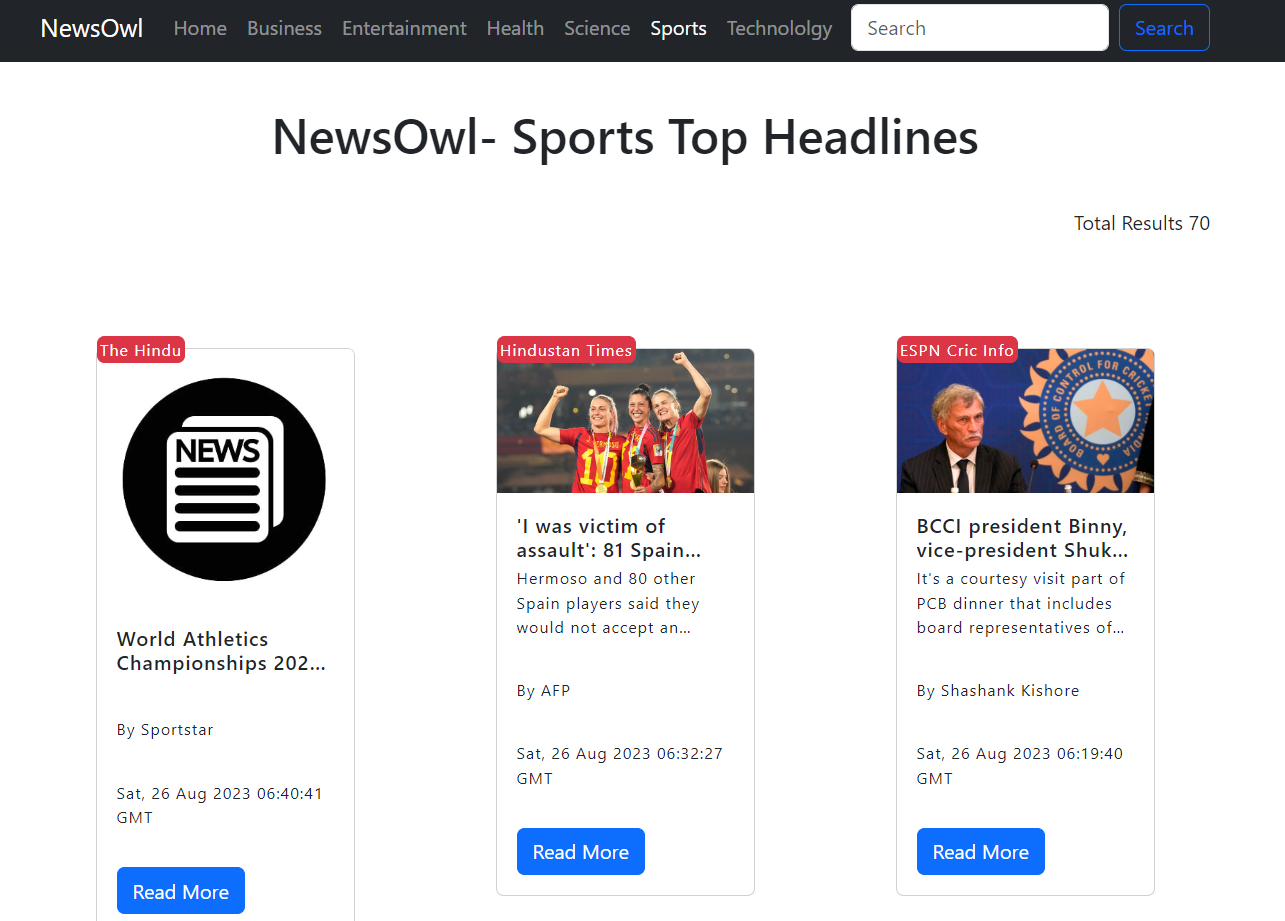 NewsOwl Home Business Entertainment Health Science Sports Technololgy Search Search
NewsOwl- Sports Top Headlines
Total Results 70
The Hindu
NEWS
World Athletics
Championships 202...
By Sportstar
Sat, 26 Aug 2023 06:40:41
GMT
Read More
Hindustan Times
10
'I was victim of
assault': 81 Spain...
Hermoso and 80 other
Spain players said they
would not accept an...
By AFP
Sat, 26 Aug 2023 06:32:27
GMT
Read More
ESPN Cric Info
BOARD OF CONTROL FOR CRICKE
INDIA
BCCI president Binny,
vice-president Shuk...
It's a courtesy visit part of
PCB dinner that includes
board representatives of...
By Shashank Kishore
Sat, 26 Aug 2023 06:19:40
GMT
Read More